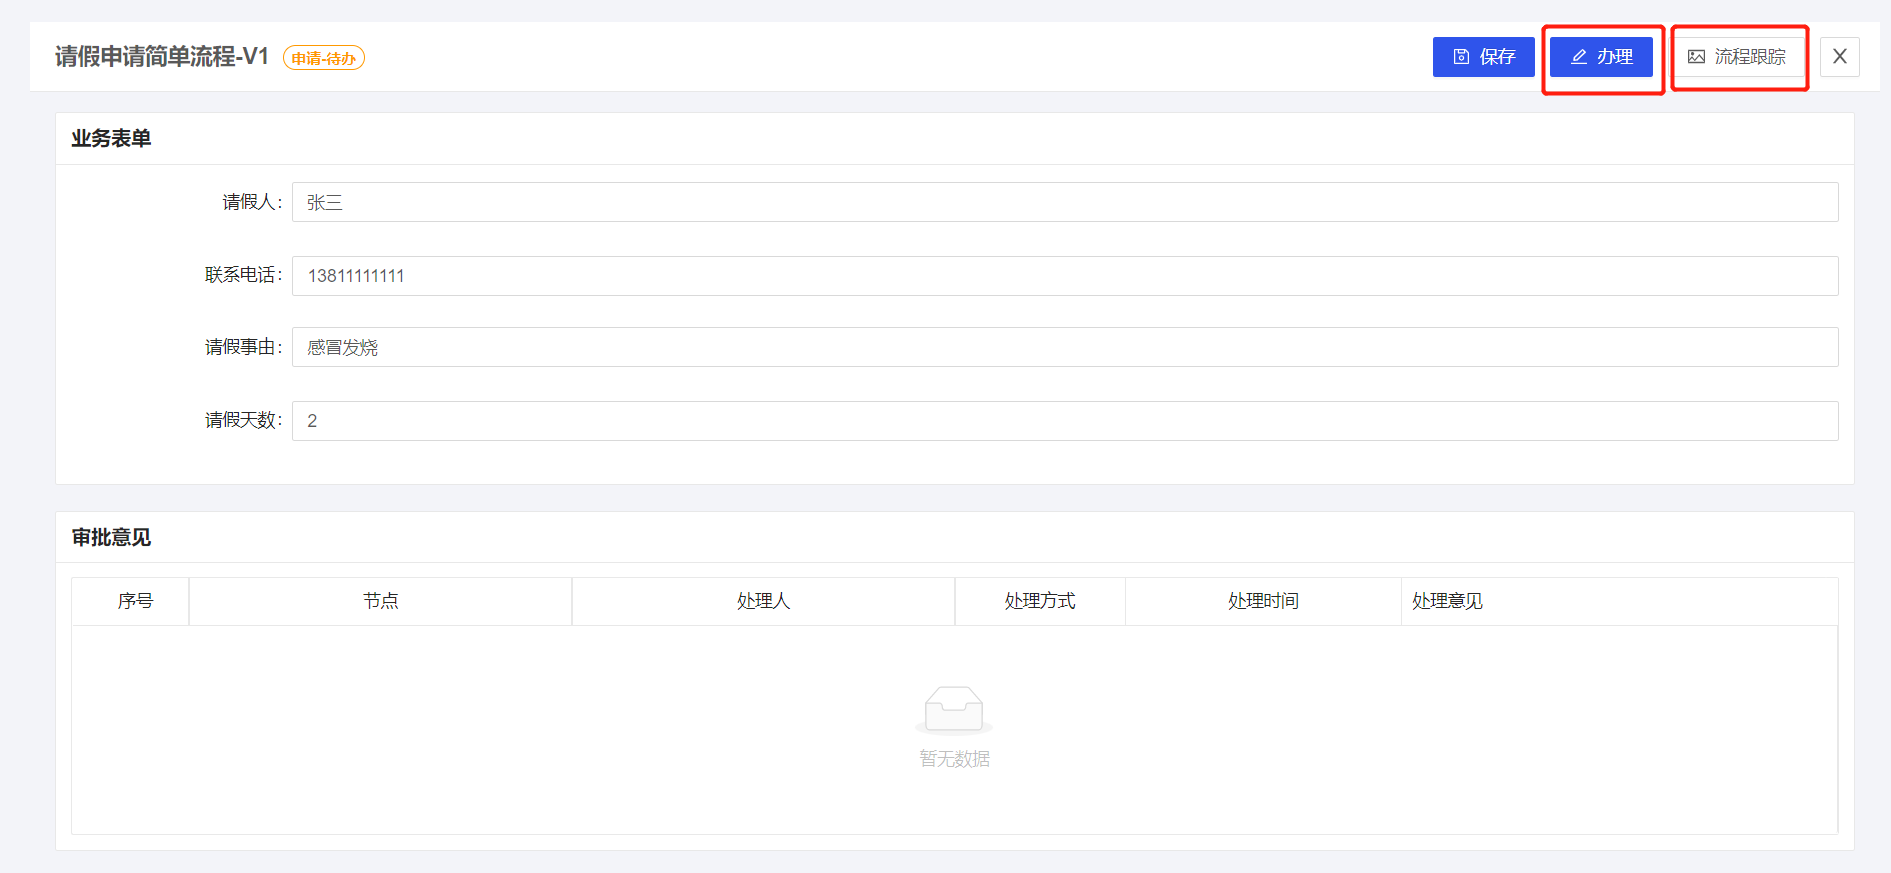 请假申请简单流程-V1 申请-待办 保存 办理 流程跟踪 X
业务表单
请假人: 张三
联系电话: 13811111111
请假事由: 感冒发烧
请假天数: 2
审批意见
序号 节点 处理人 处理方式 处理时间 处理意见
暂无数据